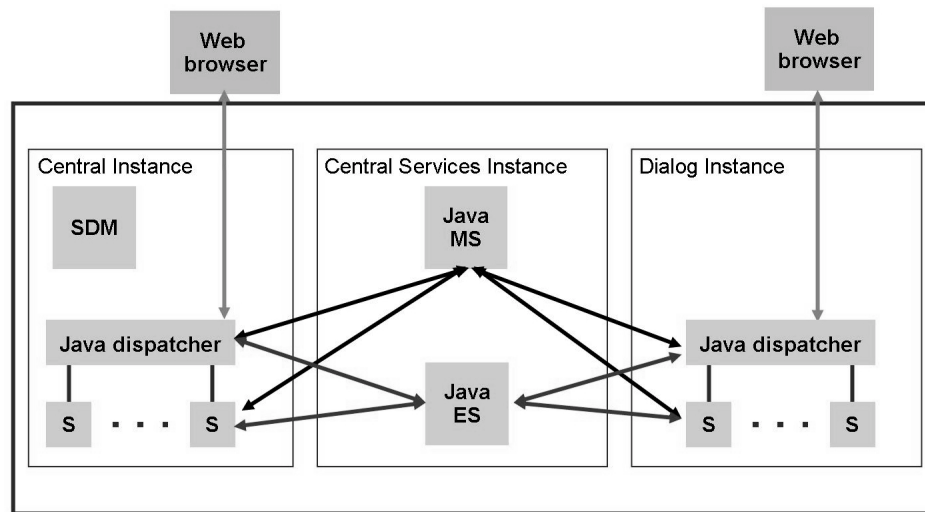 Web
browser
Web
browser
Central Instance
Central Services Instance
Dialog Instance
SDM
Java
MS
Java dispatcher
Java dispatcher
Java
ES
S
. . . .
S
S
. . . .
S